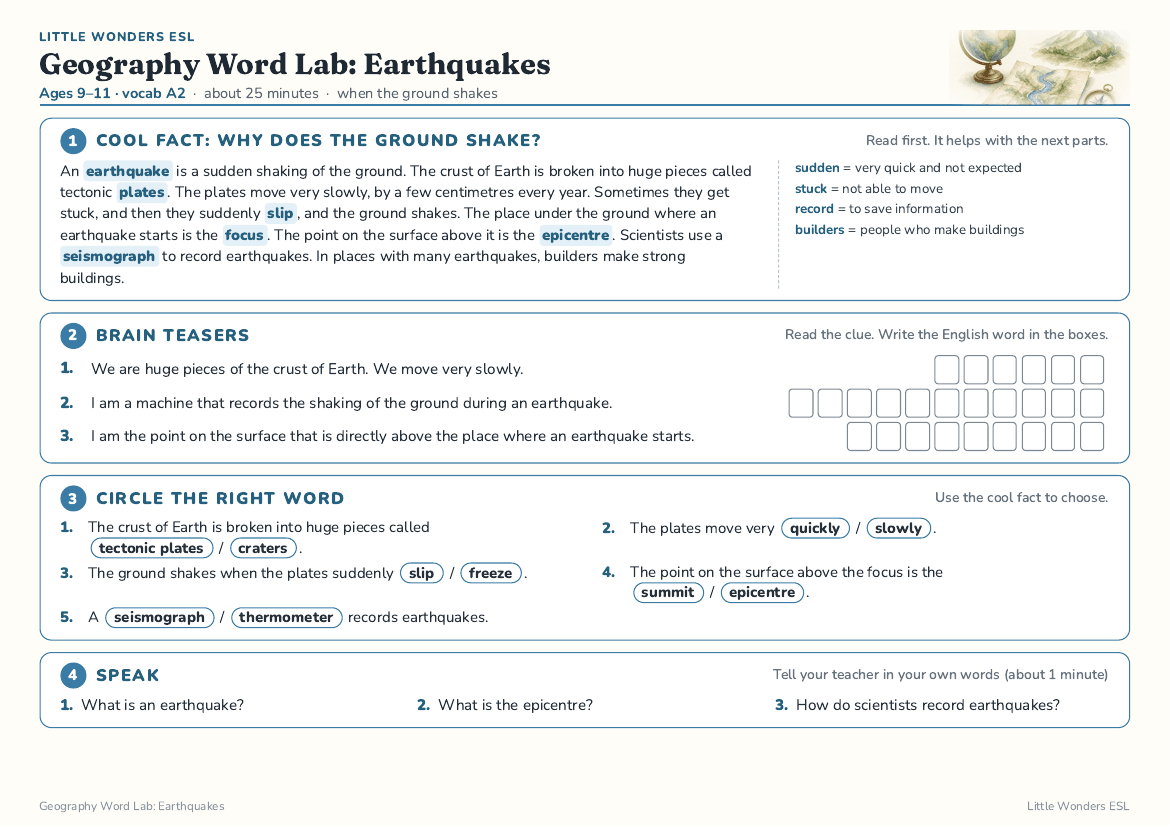 LITTLE WONDERS ESL
Geography Word Lab: Earthquakes
Ages 9–11 · vocab A2 · about 25 minutes · when the ground shakes
1 COOL FACT: WHY DOES THE GROUND SHAKE? Read first. It helps with the next parts.
An earthquake is a sudden shaking of the ground. The crust of Earth is broken into huge pieces called
tectonic plates. The plates move very slowly, by a few centimetres every year. Sometimes they get
stuck, and then they suddenly slip, and the ground shakes. The place under the ground where an
earthquake starts is the focus. The point on the surface above it is the epicentre. Scientists use a
seismograph to record earthquakes. In places with many earthquakes, builders make strong
buildings.
sudden = very quick and not expected
stuck = not able to move
record = to save information
builders = people who make buildings
2 BRAIN TEASERS Read the clue. Write the English word in the boxes.
1. We are huge pieces of the crust of Earth. We move very slowly.
2. I am a machine that records the shaking of the ground during an earthquake.
3. I am the point on the surface that is directly above the place where an earthquake starts.
3 CIRCLE THE RIGHT WORD Use the cool fact to choose.
1. The crust of Earth is broken into huge pieces called
tectonic plates / craters.
2. The plates move very quickly / slowly.
3. The ground shakes when the plates suddenly slip / freeze.
4. The point on the surface above the focus is the
summit / epicentre.
5. A seismograph / thermometer records earthquakes.
4 SPEAK Tell your teacher in your own words (about 1 minute)
1. What is an earthquake? 2. What is the epicentre? 3. How do scientists record earthquakes?
Geography Word Lab: Earthquakes Little Wonders ESL